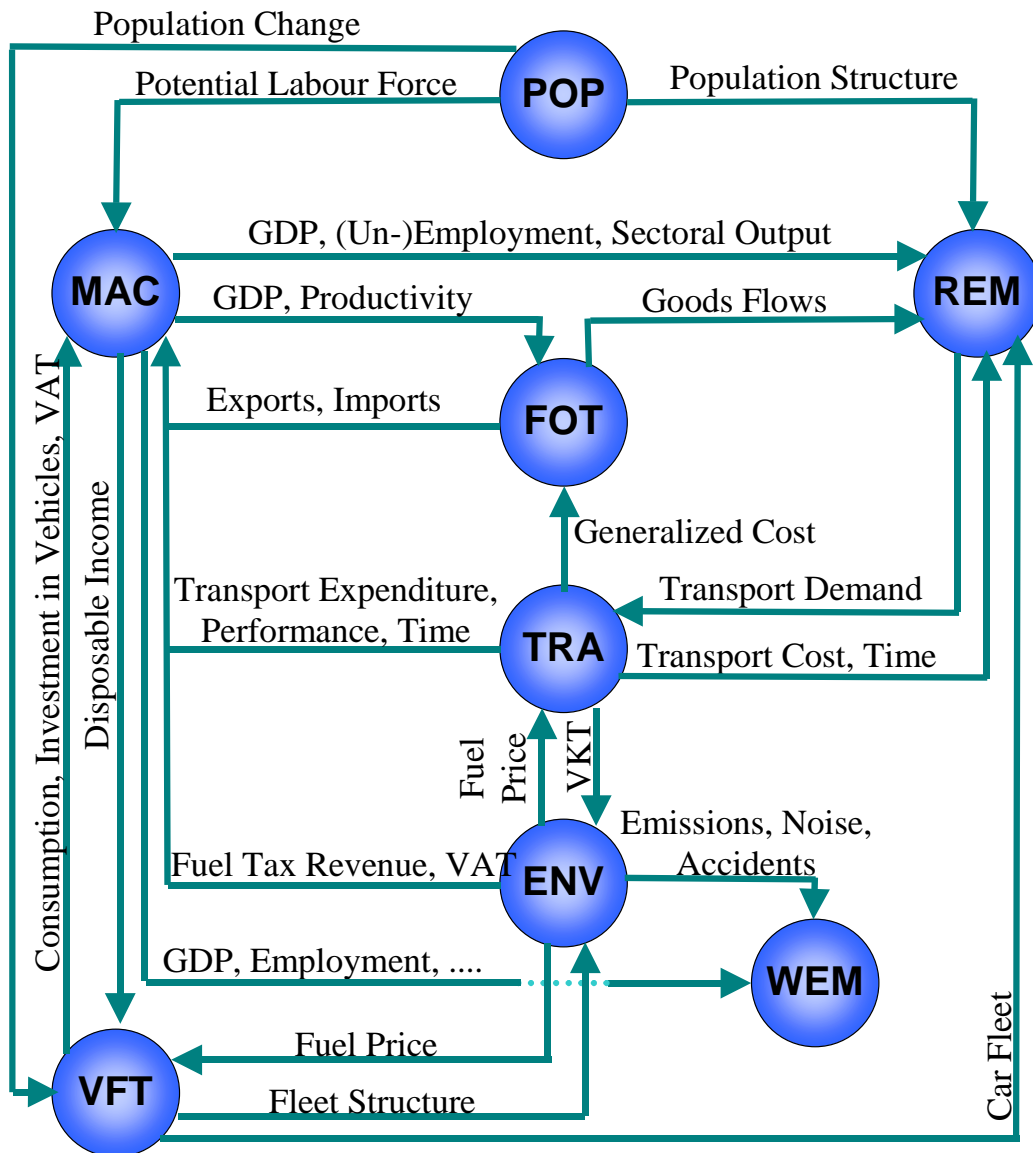 Population Change
Potential Labour Force
POP
Population Structure
GDP, (Un-)Employment, Sectoral Output
MAC
REM
GDP, Productivity
Goods Flows
Exports, Imports
FOT
Consumption, Investment in Vehicles, VAT
Disposable Income
Generalized Cost
Transport Expenditure,
Performance, Time
TRA
Transport Demand
Transport Cost, Time
Fuel
Price
VKT
Emissions, Noise,
Accidents
Fuel Tax Revenue, VAT
ENV
GDP, Employment, ....
WEM
Fuel Price
VFT
Fleet Structure
Car Fleet